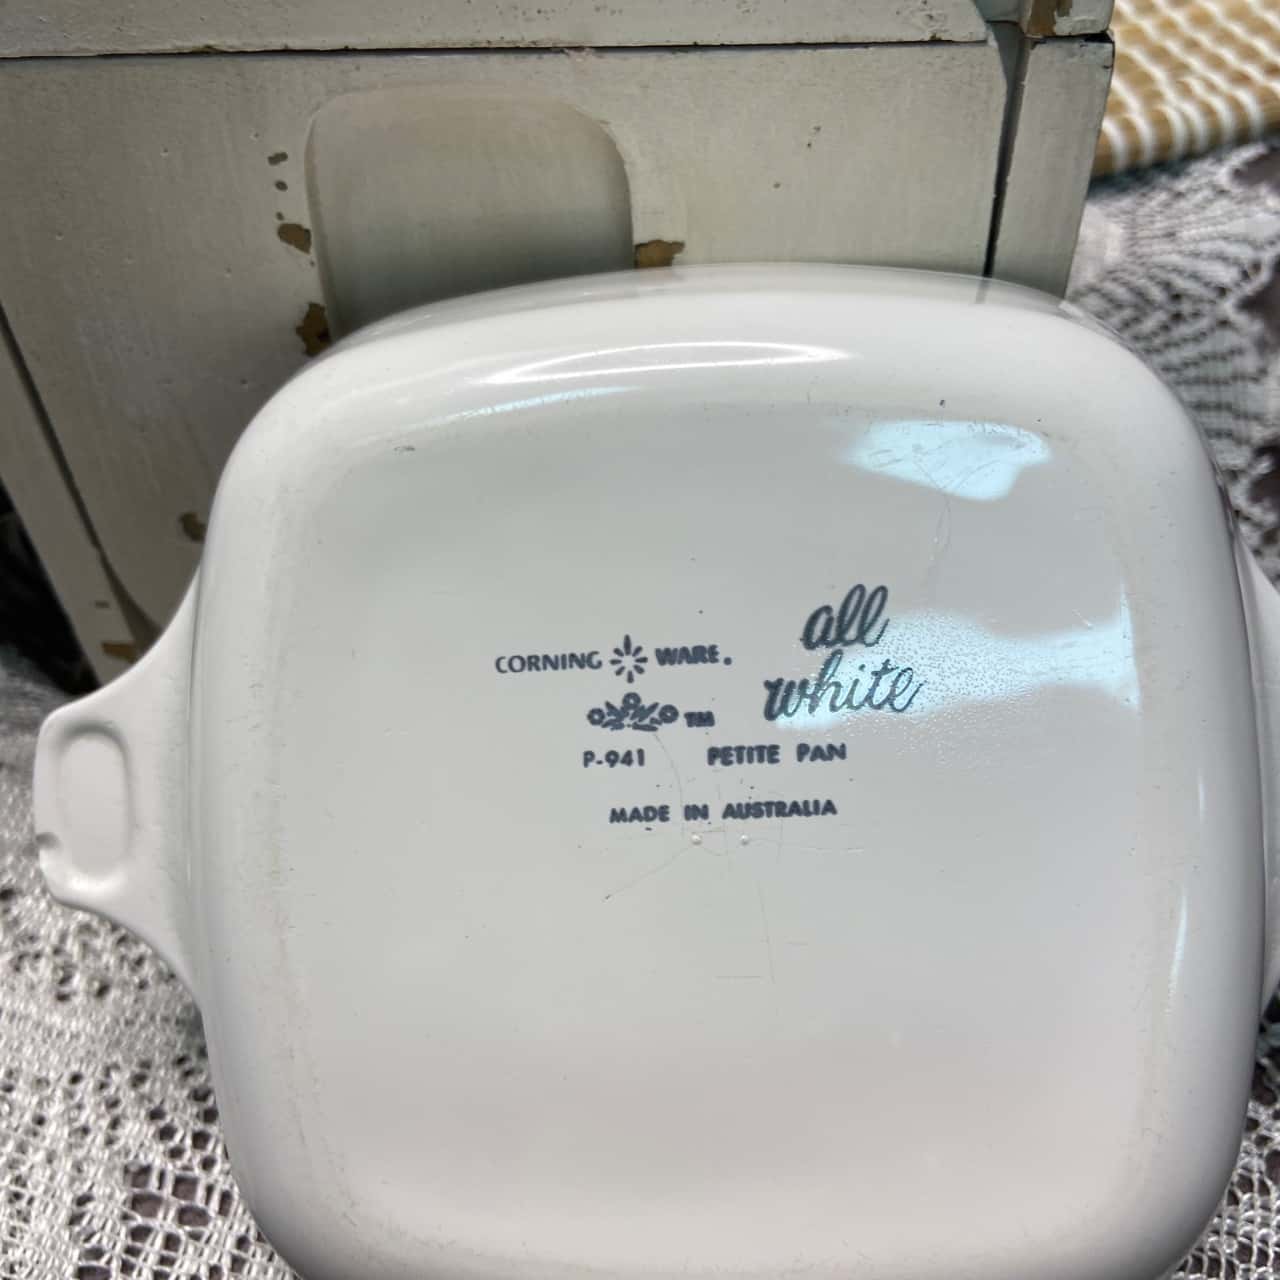 CORNING WARE.
all
white
TM
P-941 PETITE PAN
MADE IN AUSTRALIA